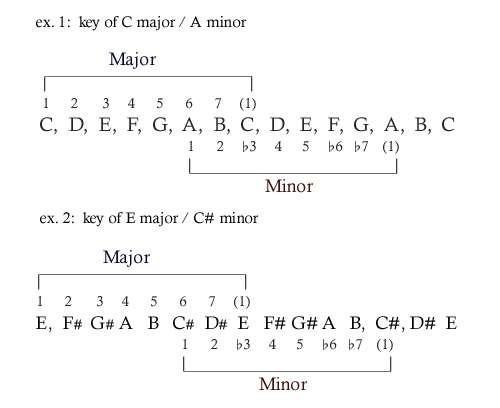 ex. 1: key of C major / A minor
Major
1 2 3 4 5 6 7 (1)
C, D, E, F, G, A, B, C, D, E, F, G, A, B, C
1 2 ♭3 4 5 ♭6 ♭7 (1)
Minor
ex. 2: key of E major / C# minor
Major
1 2 3 4 5 6 7 (1)
E, F# G# A B C# D# E F# G# A B, C#, D# E
1 2 ♭3 4 5 ♭6 ♭7 (1)
Minor